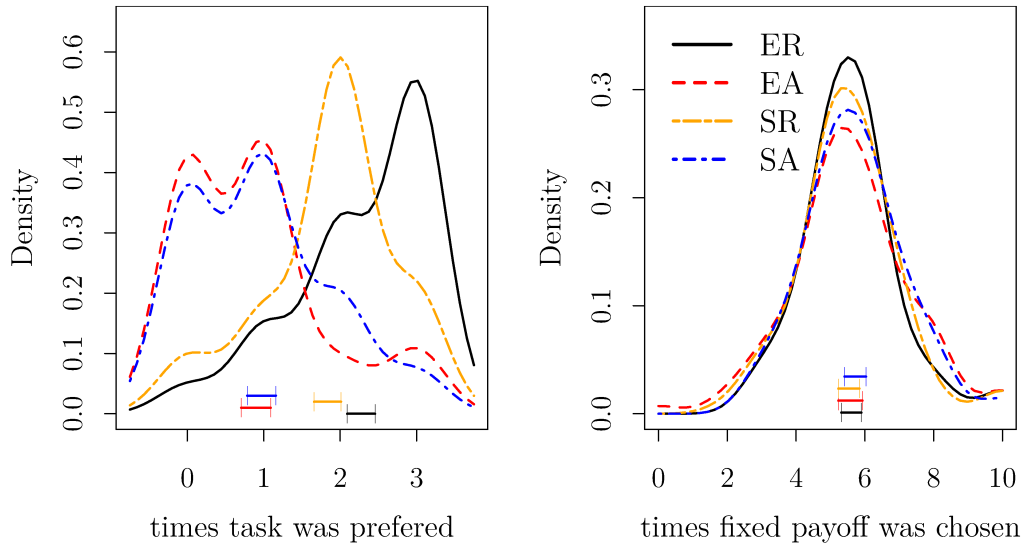 Density
0.0 0.1 0.2 0.3 0.4 0.5 0.6
0 1 2 3
times task was prefered
Density
0.0 0.1 0.2 0.3
ER
EA
SR
SA
0 2 4 6 8 10
times fixed payoff was chosen